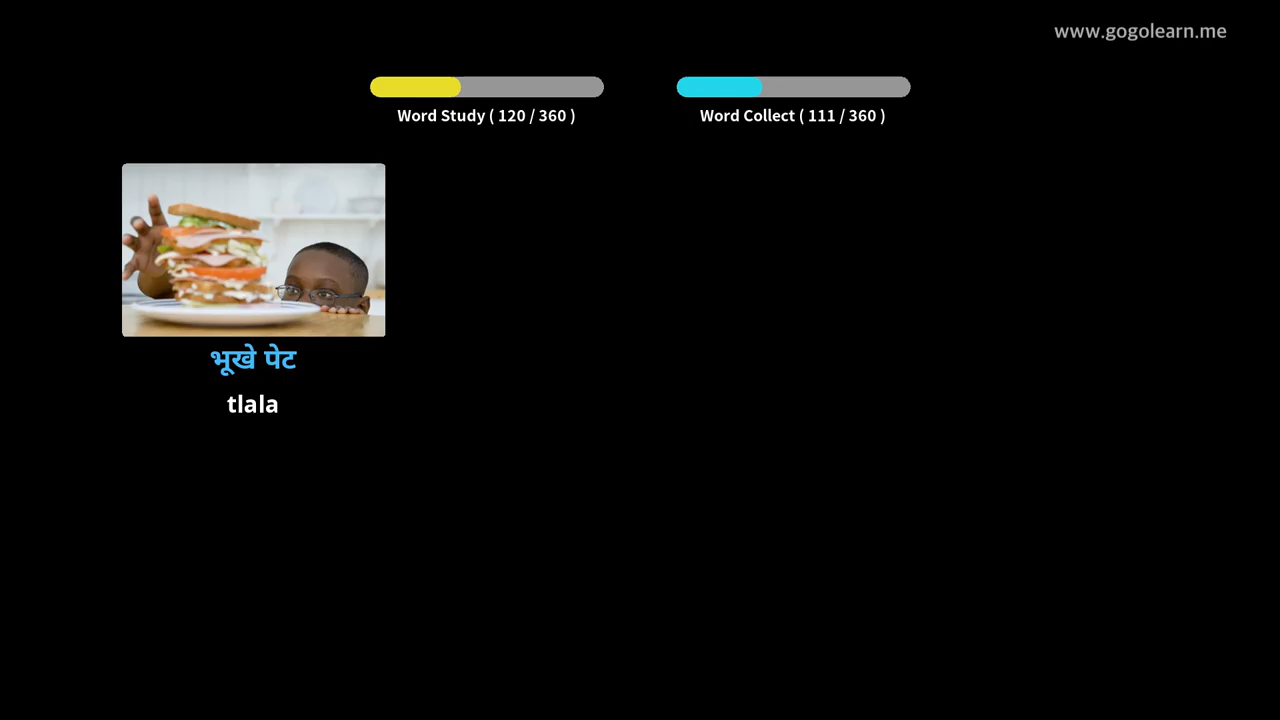 www.gogolearn.me
Word Study ( 120 / 360 )
Word Collect ( 111 / 360 )
भूखे पेट
tlala